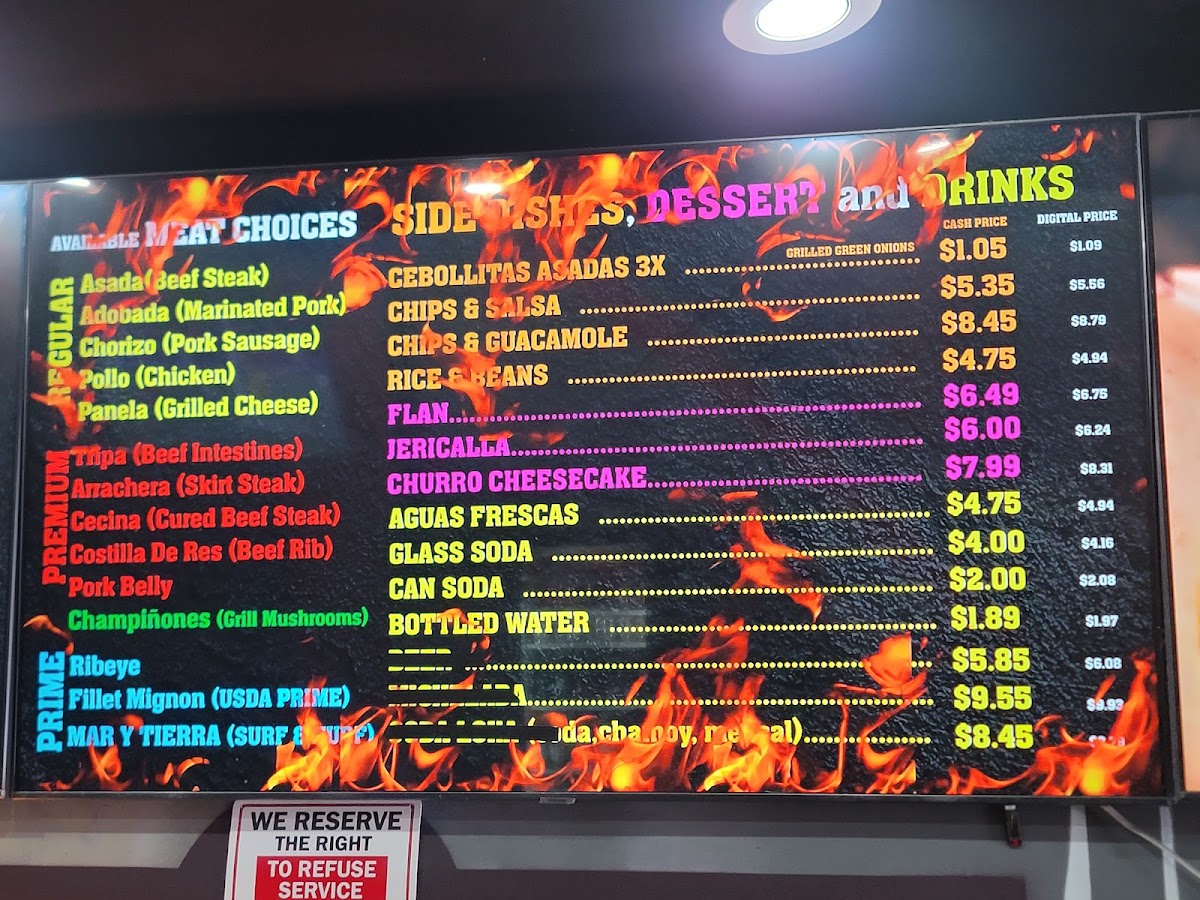 AVAILABLE MEAT CHOICES
REGULAR
Asada (Beef Steak)
Adobada (Marinated Pork)
Chorizo (Pork Sausage)
Pollo (Chicken)
Panela (Grilled Cheese)
PREMIUM
Tripa (Beef Intestines)
Arrachera (Skirt Steak)
Cecina (Cured Beef Steak)
Costilla De Res (Beef Rib)
Pork Belly
Champiñones (Grill Mushrooms)
PRIME
Ribeye
Fillet Mignon (USDA PRIME)
MAR Y TIERRA (SURF & TURF)
SIDE DISHES, DESSERT and DRINKS
CASH PRICE DIGITAL PRICE
GRILLED GREEN ONIONS
CEBOLLITAS ASADAS 3X $1.05 $1.09
CHIPS & SALSA $5.35 $5.56
CHIPS & GUACAMOLE $8.45 $8.79
RICE & BEANS $4.75 $4.94
FLAN $6.49 $6.75
JERICALLA $6.00 $6.24
CHURRO CHEESECAKE $7.99 $8.31
AGUAS FRESCAS $4.75 $4.94
GLASS SODA $4.00 $4.16
CAN SODA $2.00 $2.08
BOTTLED WATER $1.89 $1.97
BEER $5.85 $6.08
MICHELADA $9.55 $9.93
$8.45
WE RESERVE
THE RIGHT
TO REFUSE
SERVICE